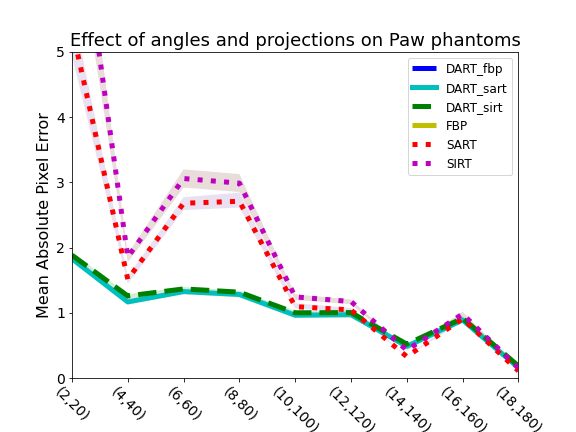 Effect of angles and projections on Paw phantoms
Mean Absolute Pixel Error
5
4
3
2
1
0
(2,20)
(4,40)
(6,60)
(8,80)
(10,100)
(12,120)
(14,140)
(16,160)
(18,180)
DART_fbp
DART_sart
DART_sirt
FBP
SART
SIRT